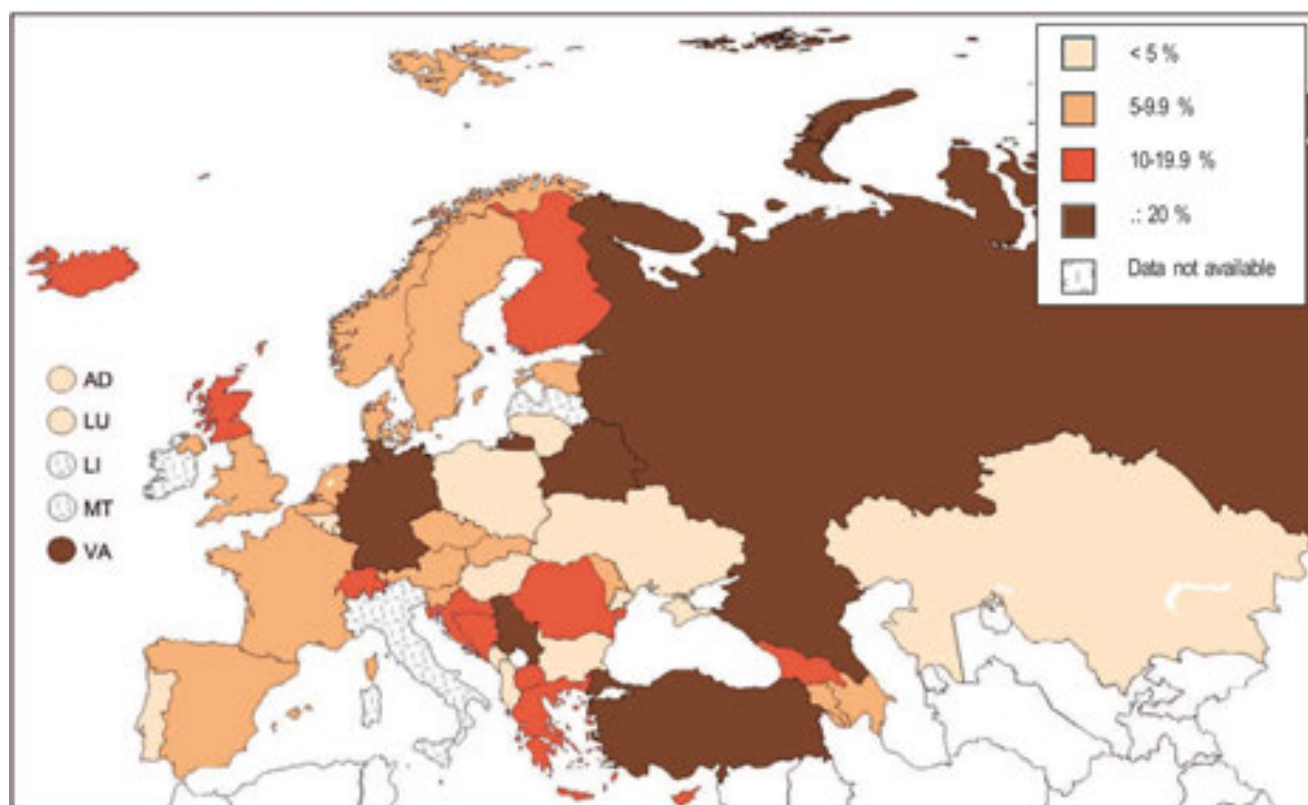 < 5 %
5-9.9 %
10-19.9 %
.: 20 %
Data not available
AD
LU
LI
MT
VA